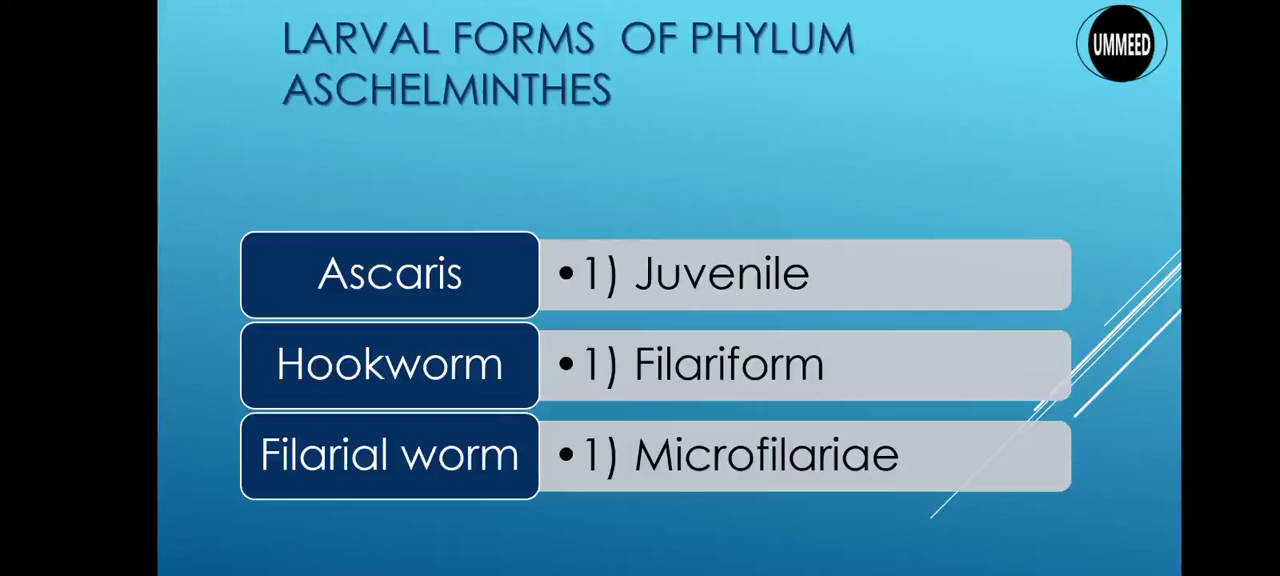 LARVAL FORMS OF PHYLUM
ASCHELMINTHES
UMMEED
Ascaris
•1) Juvenile
Hookworm
•1) Filariform
Filarial worm
•1) Microfilariae